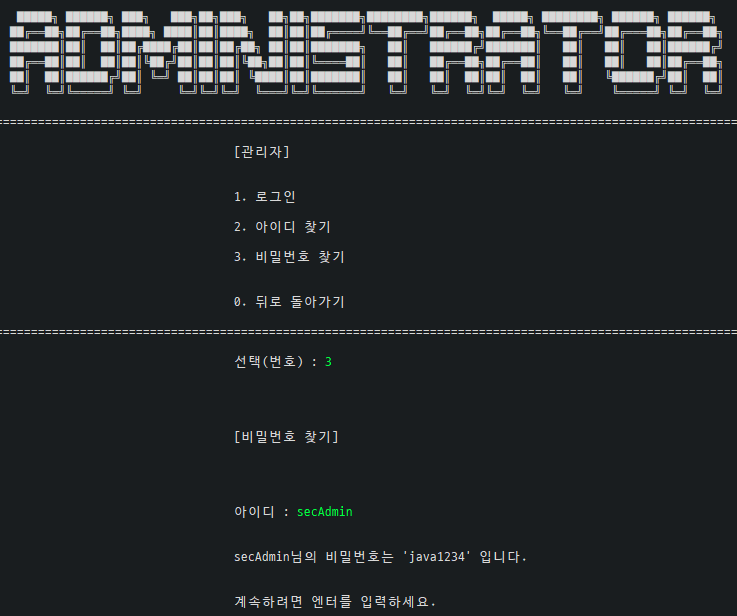 ADMINISTRATOR
[관리자]
1. 로그인
2. 아이디 찾기
3. 비밀번호 찾기
0. 뒤로 돌아가기
선택(번호) : 3
[비밀번호 찾기]
아이디 : secAdmin
secAdmin님의 비밀번호는 'java1234' 입니다.
계속하려면 엔터를 입력하세요.